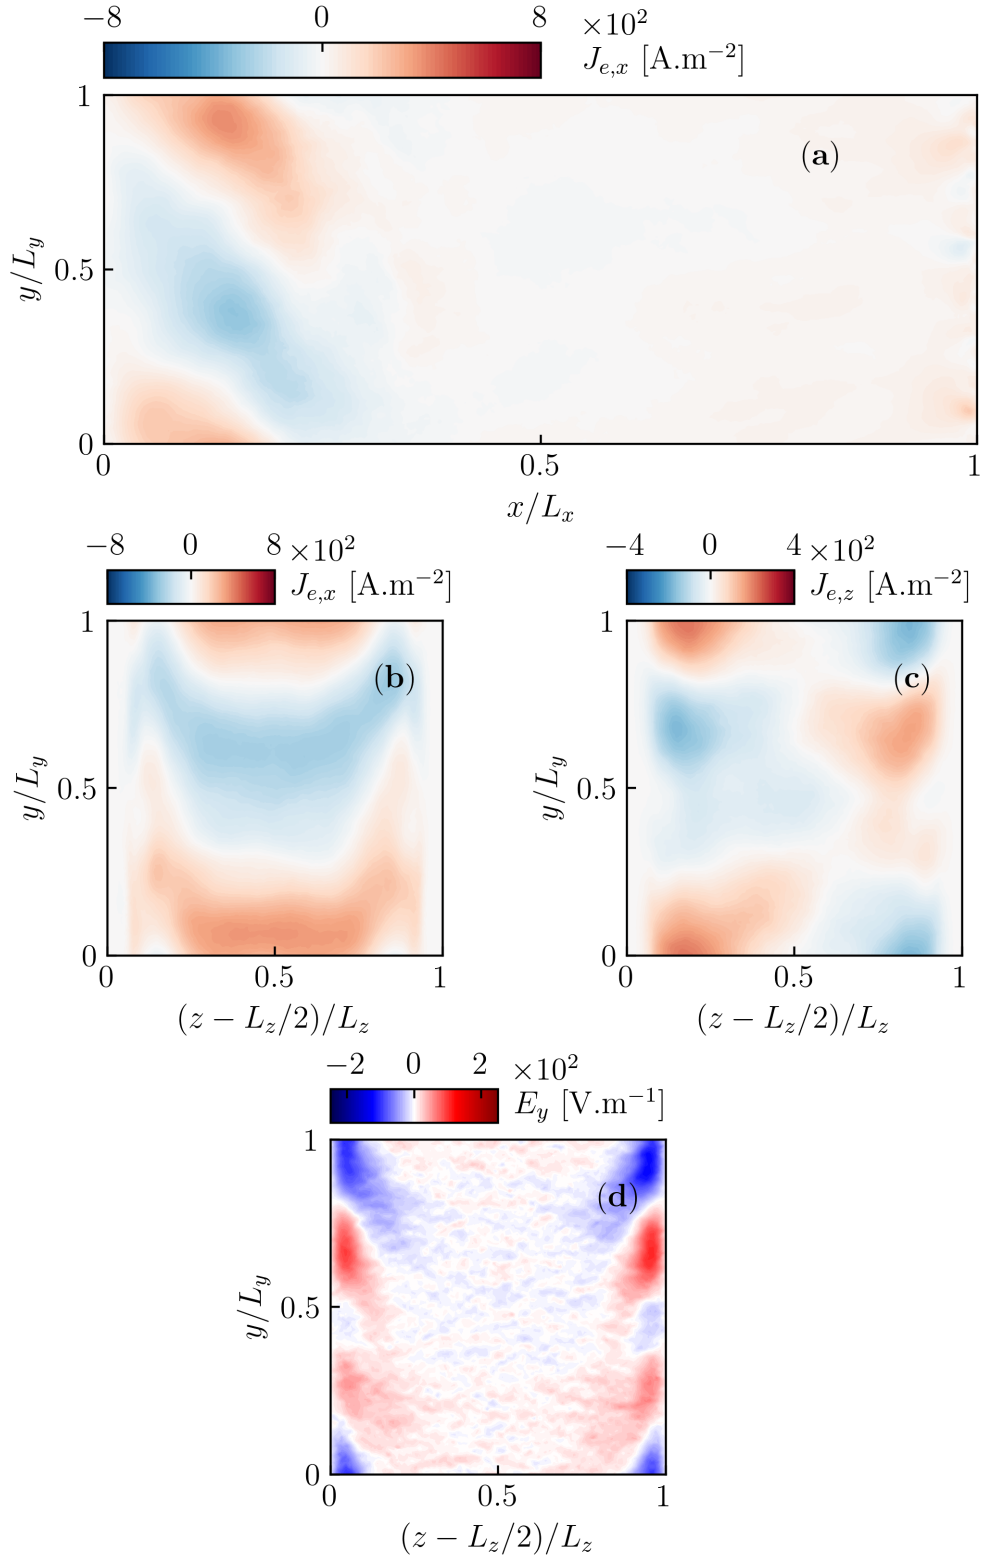 −8 0 8 ×10²
J_{e,x} [A.m⁻²]
1
(a)
y/L_y
0.5
0
0 0.5 1
x/L_x
−8 0 8 ×10²
J_{e,x} [A.m⁻²]
1
(b)
y/L_y
0.5
0
0 0.5 1
(z − L_z/2)/L_z
−4 0 4 ×10²
J_{e,z} [A.m⁻²]
1
(c)
y/L_y
0.5
0
0 0.5 1
(z − L_z/2)/L_z
−2 0 2 ×10²
E_y [V.m⁻¹]
1
(d)
y/L_y
0.5
0
0 0.5 1
(z − L_z/2)/L_z